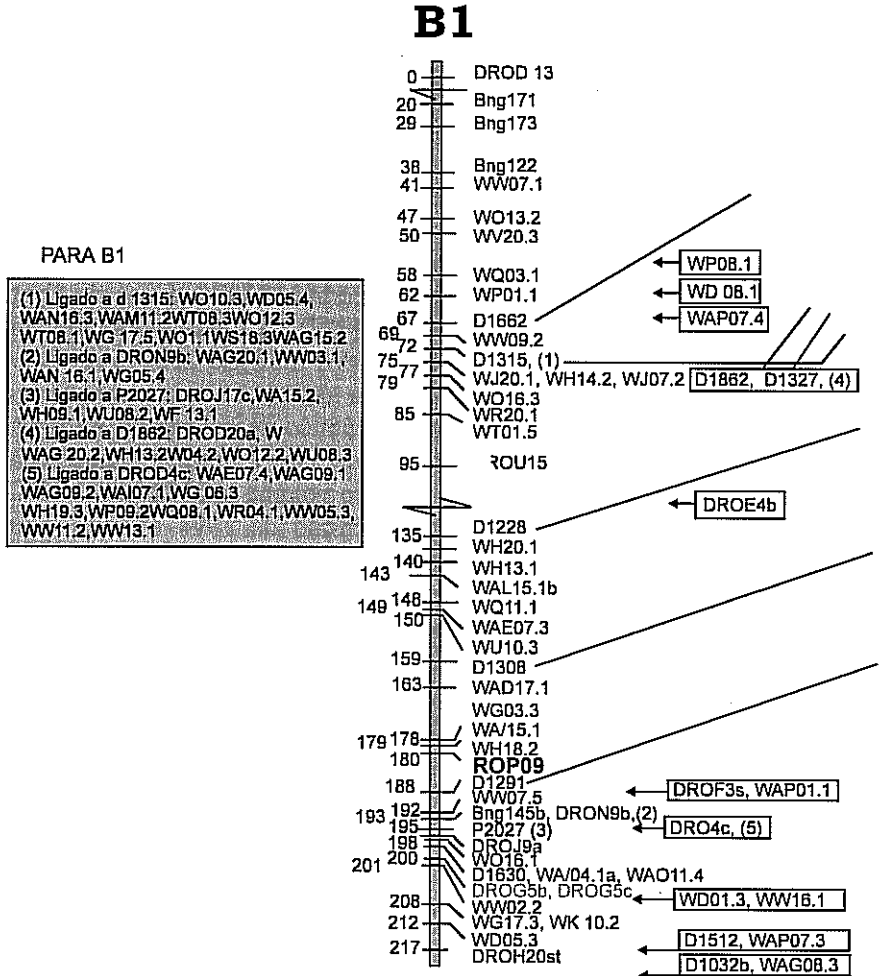 B1
0 DROD 13
20 Bng171
29 Bng173
38 Bng122
41 WW07.1
47 WO13.2
50 WV20.3
58 WQ03.1
62 WP01.1
67 D1662
69 WW09.2
72 D1315, (1)
75 WJ20.1, WH14.2, WJ07.2
77 WO16.3
79 WR20.1
85 WT01.5
95 ROU15
135 D1228
WH20.1
140 WH13.1
143 WAL15.1b
148 WQ11.1
149 WAE07.3
150 WU10.3
159 D1308
163 WAD17.1
WG03.3
178 WA/15.1
179 WH18.2
180 ROP09
188 D1291
192 WW07.5
193 Bng145b, DRON9b,(2)
195 P2027 (3)
198 DROJ9a
200 WO16.1
201 D1630, WA/04.1a, WAO11.4
DROG5b, DROG5c
208 WW02.2
212 WG17.3, WK 10.2
WD05.3
217 DROH20st
WP08.1
WD 08.1
WAP07.4
D1862, D1327, (4)
DROE4b
DROF3s, WAP01.1
DRO4c, (5)
WD01.3, WW16.1
D1512, WAP07.3
D1032b, WAG08.3
PARA B1
(1) Ligado a d 1315: WO10.3,WD05.4,
WAN16.3,WAM11.2WT08.3WO12.3
WT08.1,WG 17.5,WO1.1WS18.3WAG15.2
(2) Ligado a DRON9b: WAG20.1,WW03.1,
WAN 16.1,WG05.4
(3) Ligado a P2027: DROJ17c,WA15.2,
WH09.1,WU08.2,WF 13.1
(4) Ligado a D1862: DROD20a, W
WAG 20.2,WH13.2W04.2,WO12.2,WU08.3
(5) Ligado a DROD4c: WAE07.4,WAG09.1
WAG09.2,WAI07.1,WG 08.3
WH19.3,WP09.2WQ08.1,WR04.1,WW05.3,
WW11.2,WW13.1